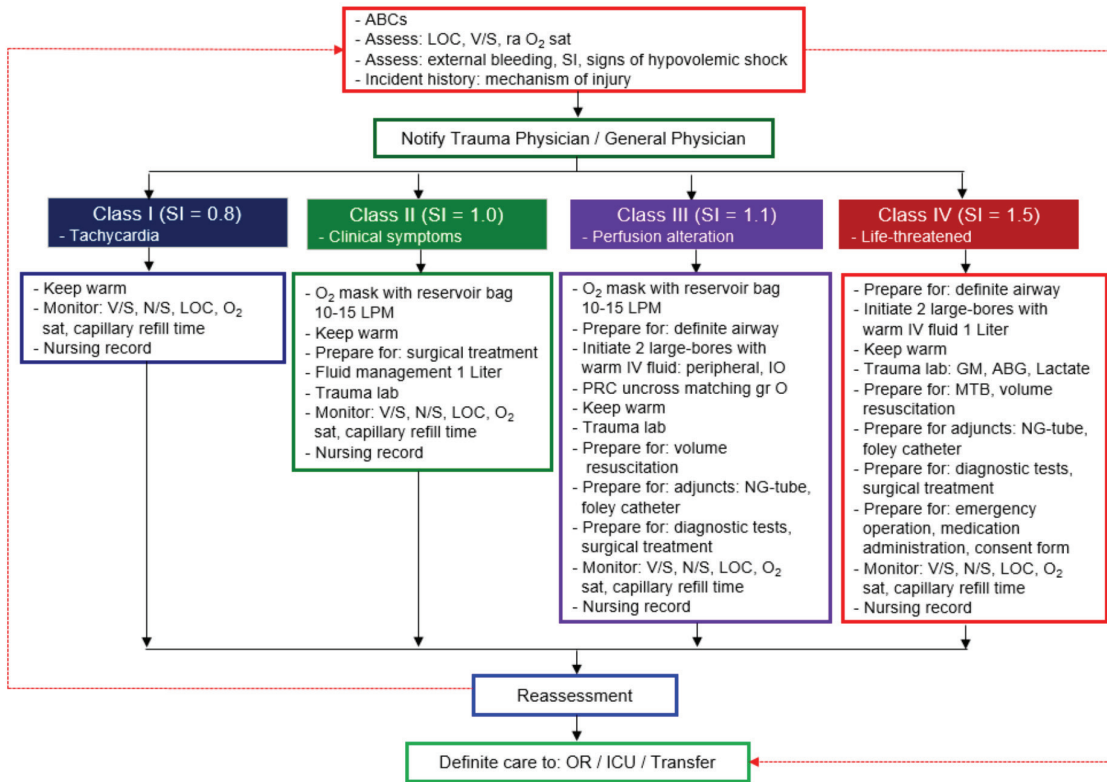 - ABCs
- Assess: LOC, V/S, ra O₂ sat
- Assess: external bleeding, SI, signs of hypovolemic shock
- Incident history: mechanism of injury
Notify Trauma Physician / General Physician
Class I (SI = 0.8)
- Tachycardia
- Keep warm
- Monitor: V/S, N/S, LOC, O₂
sat, capillary refill time
- Nursing record
Class II (SI = 1.0)
- Clinical symptoms
- O₂ mask with reservoir bag
10-15 LPM
- Keep warm
- Prepare for: surgical treatment
- Fluid management 1 Liter
- Trauma lab
- Monitor: V/S, N/S, LOC, O₂
sat, capillary refill time
- Nursing record
Class III (SI = 1.1)
- Perfusion alteration
- O₂ mask with reservoir bag
10-15 LPM
- Prepare for: definite airway
- Initiate 2 large-bores with
warm IV fluid: peripheral, IO
- PRC uncross matching gr O
- Keep warm
- Trauma lab
- Prepare for: volume
resuscitation
- Prepare for: adjuncts: NG-tube,
foley catheter
- Prepare for: diagnostic tests,
surgical treatment
- Monitor: V/S, N/S, LOC, O₂
sat, capillary refill time
- Nursing record
Class IV (SI = 1.5)
- Life-threatened
- Prepare for: definite airway
- Initiate 2 large-bores with
warm IV fluid 1 Liter
- Keep warm
- Trauma lab: GM, ABG, Lactate
- Prepare for: MTB, volume
resuscitation
- Prepare for adjuncts: NG-tube,
foley catheter
- Prepare for: diagnostic tests,
surgical treatment
- Prepare for: emergency
operation, medication
administration, consent form
- Monitor: V/S, N/S, LOC, O₂
sat, capillary refill time
- Nursing record
Reassessment
Definite care to: OR / ICU / Transfer